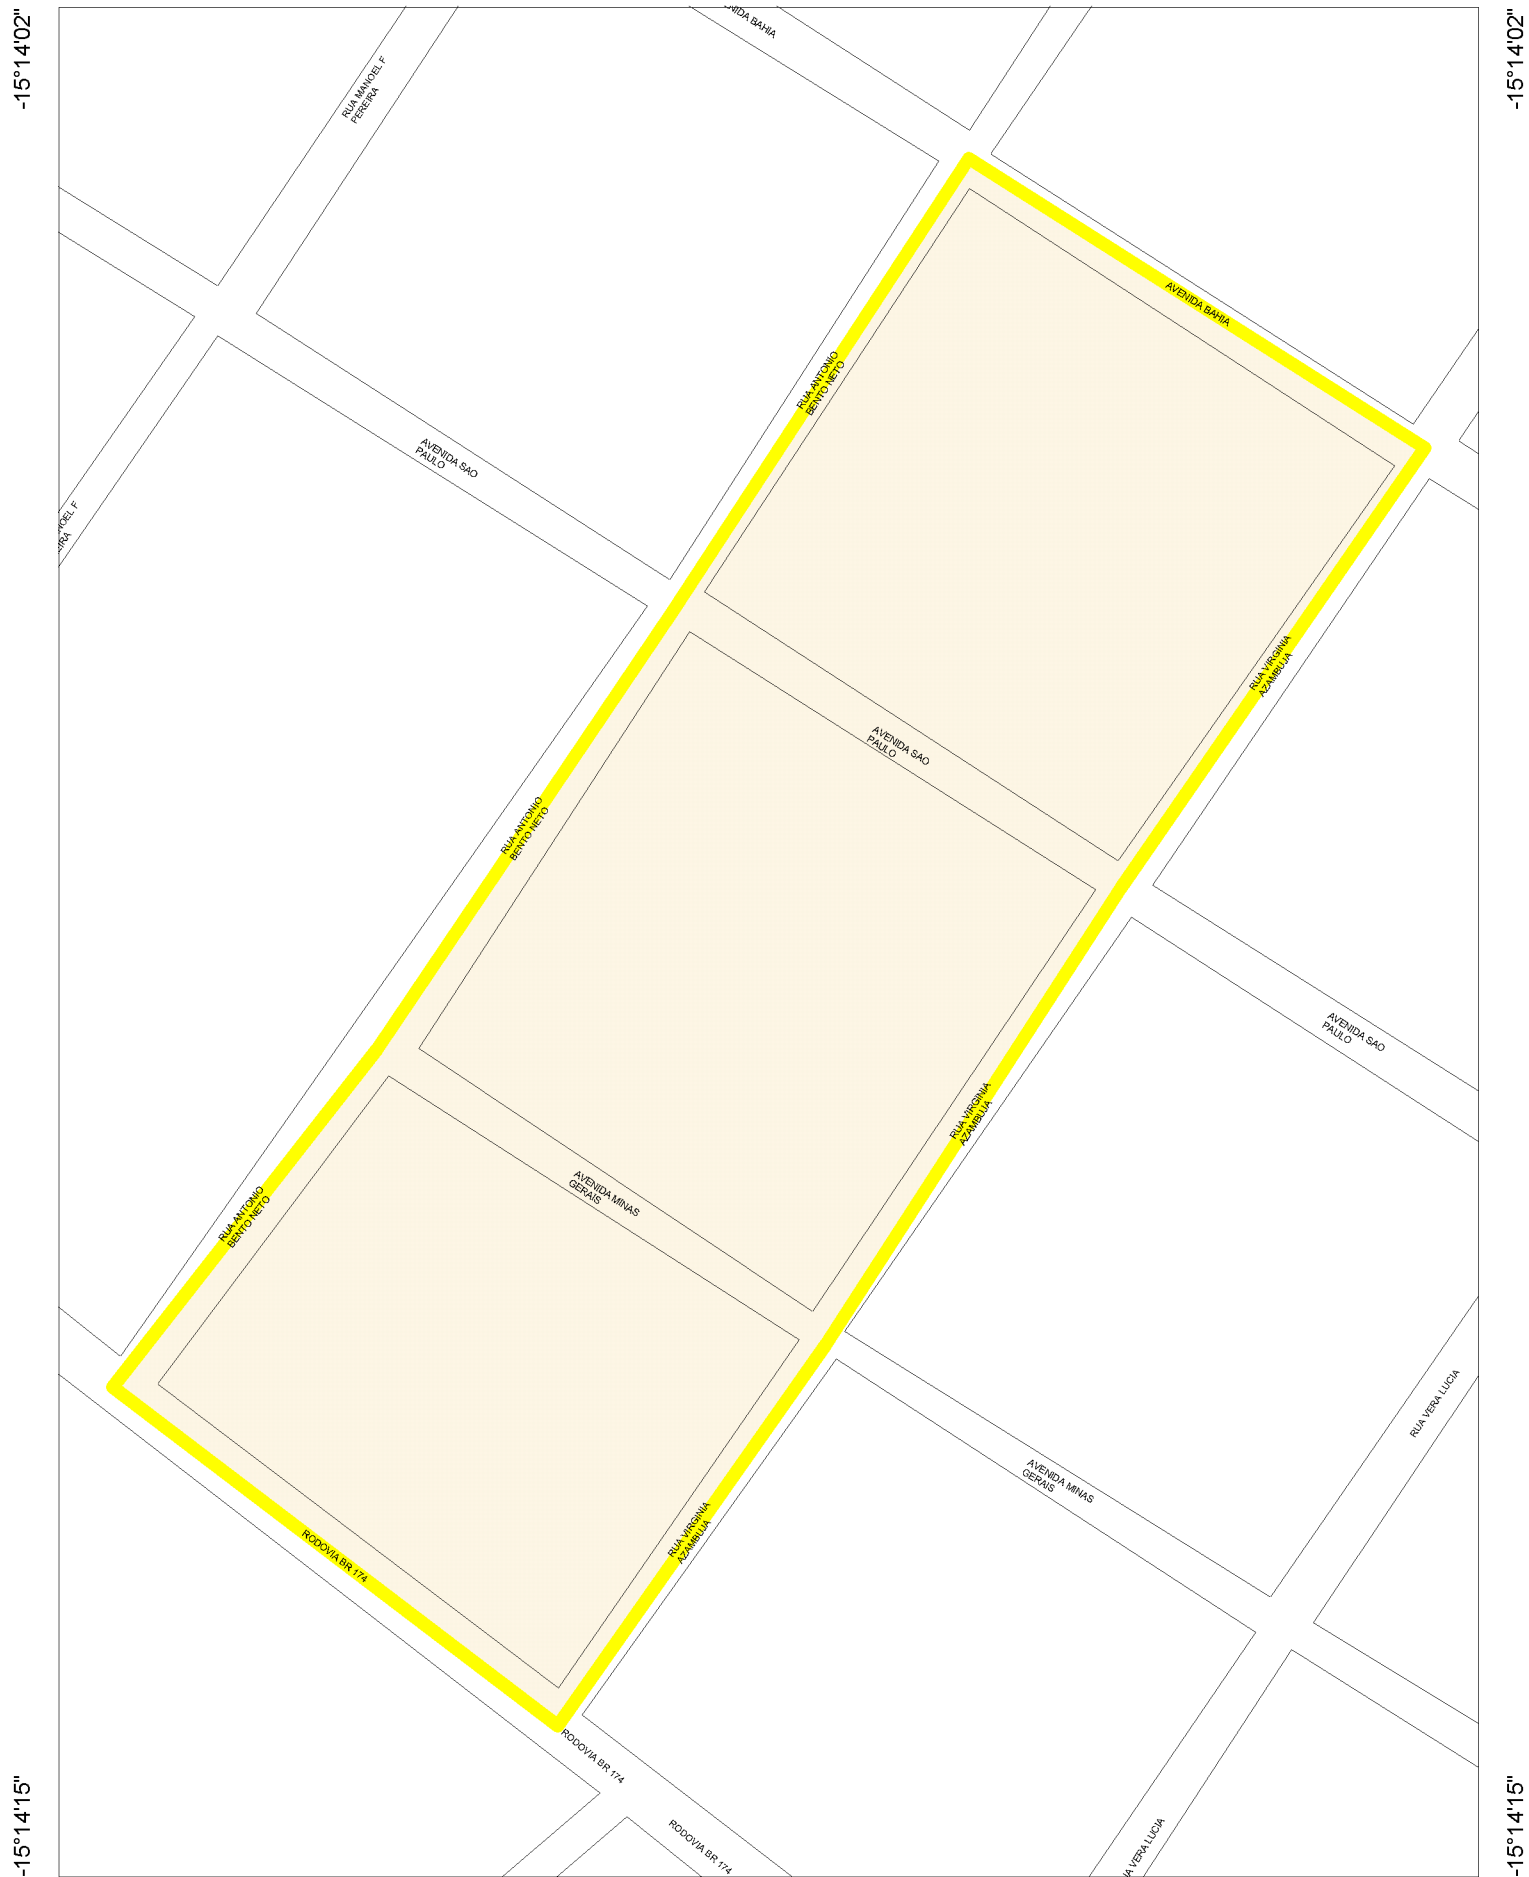 -15°14'02"
-15°14'02"
NIDA BAHIA
RUA MANOEL F
PEREIRA
AVENIDA BAHIA
RUA ANTONIO
BENTO NETO
AVENIDA SAO
PAULO
NOEL F
EIRA
RUA VIRGINIA
AZAMBUJA
AVENIDA SAO
PAULO
RUA ANTONIO
BENTO NETO
AVENIDA SAO
PAULO
RUA VIRGINIA
AZAMBUJA
AVENIDA MINAS
GERAIS
RUA ANTONIO
BENTO NETO
RUA VERA LUCIA
AVENIDA MINAS
GERAIS
RUA VIRGINIA
AZAMBUJA
RODOVIA BR 174
RODOVIA BR 174
RODOVIA BR 174
A VERA LUCIA
-15°14'15"
-15°14'15"